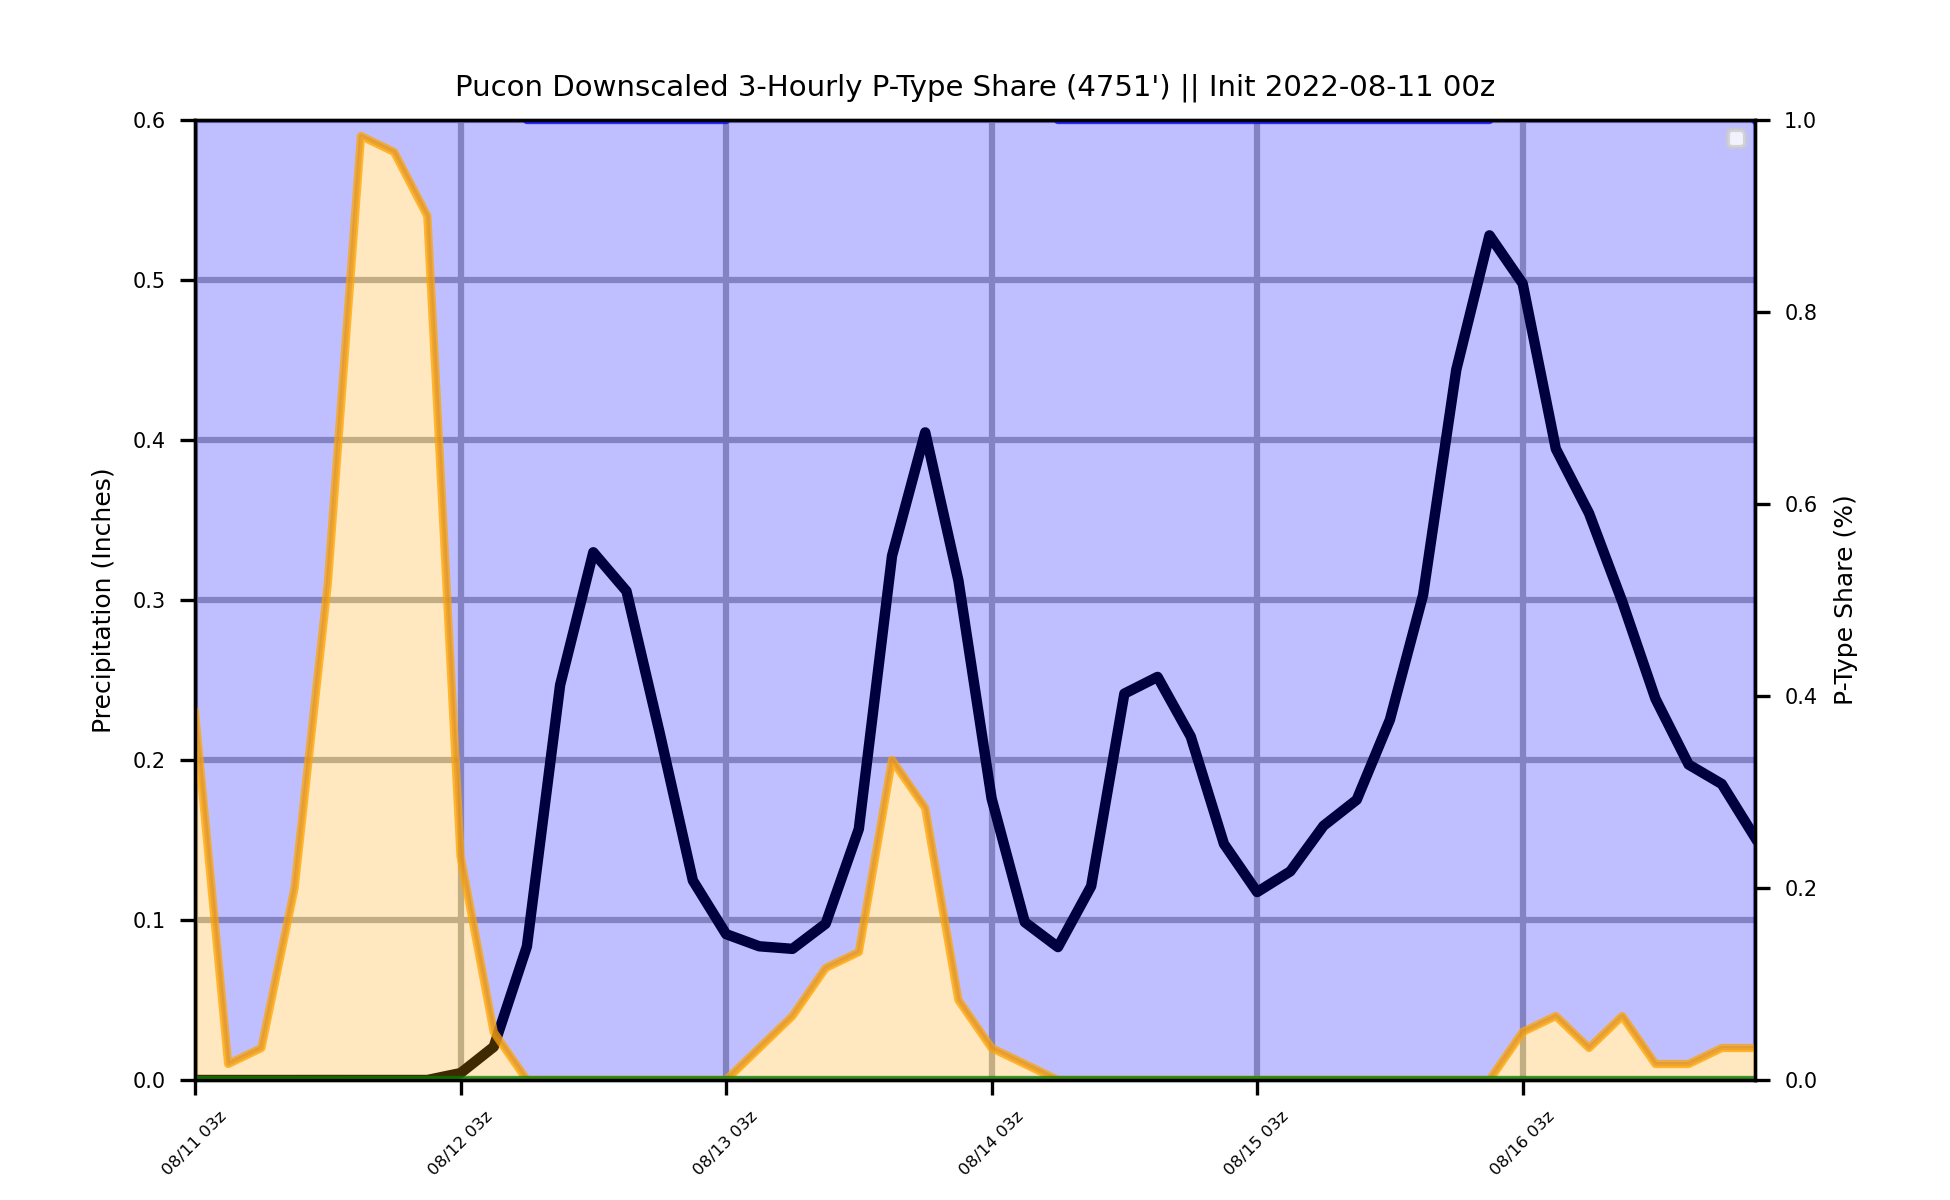 Pucon Downscaled 3-Hourly P-Type Share (4751') || Init 2022-08-11 00z
Precipitation (Inches)
0.6
0.5
0.4
0.3
0.2
0.1
0.0
1.0
0.8
0.6
0.4
0.2
0.0
P-Type Share (%)
08/11 03z
08/12 03z
08/13 03z
08/14 03z
08/15 03z
08/16 03z